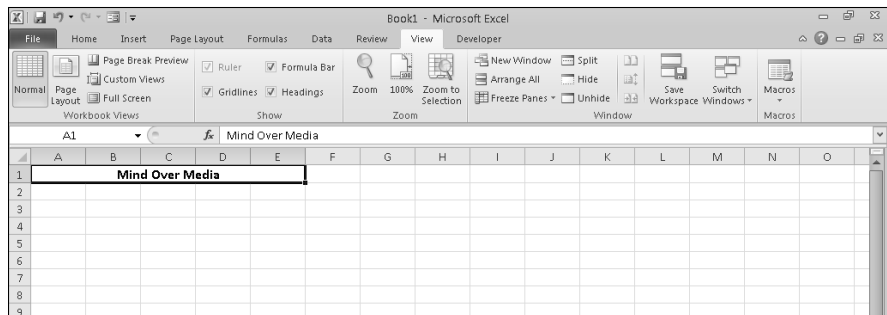 Book1 - Microsoft Excel
File Home Insert Page Layout Formulas Data Review View Developer
Normal
Page Layout
Page Break Preview
Custom Views
Full Screen
Workbook Views
Ruler
Formula Bar
Gridlines
Headings
Show
Zoom
100%
Zoom to Selection
Zoom
New Window
Arrange All
Freeze Panes
Split
Hide
Unhide
Save Workspace
Switch Windows
Window
Macros
Macros
A1 fx Mind Over Media
A B C D E F G H I J K L M N O
1 Mind Over Media
2
3
4
5
6
7
8
9